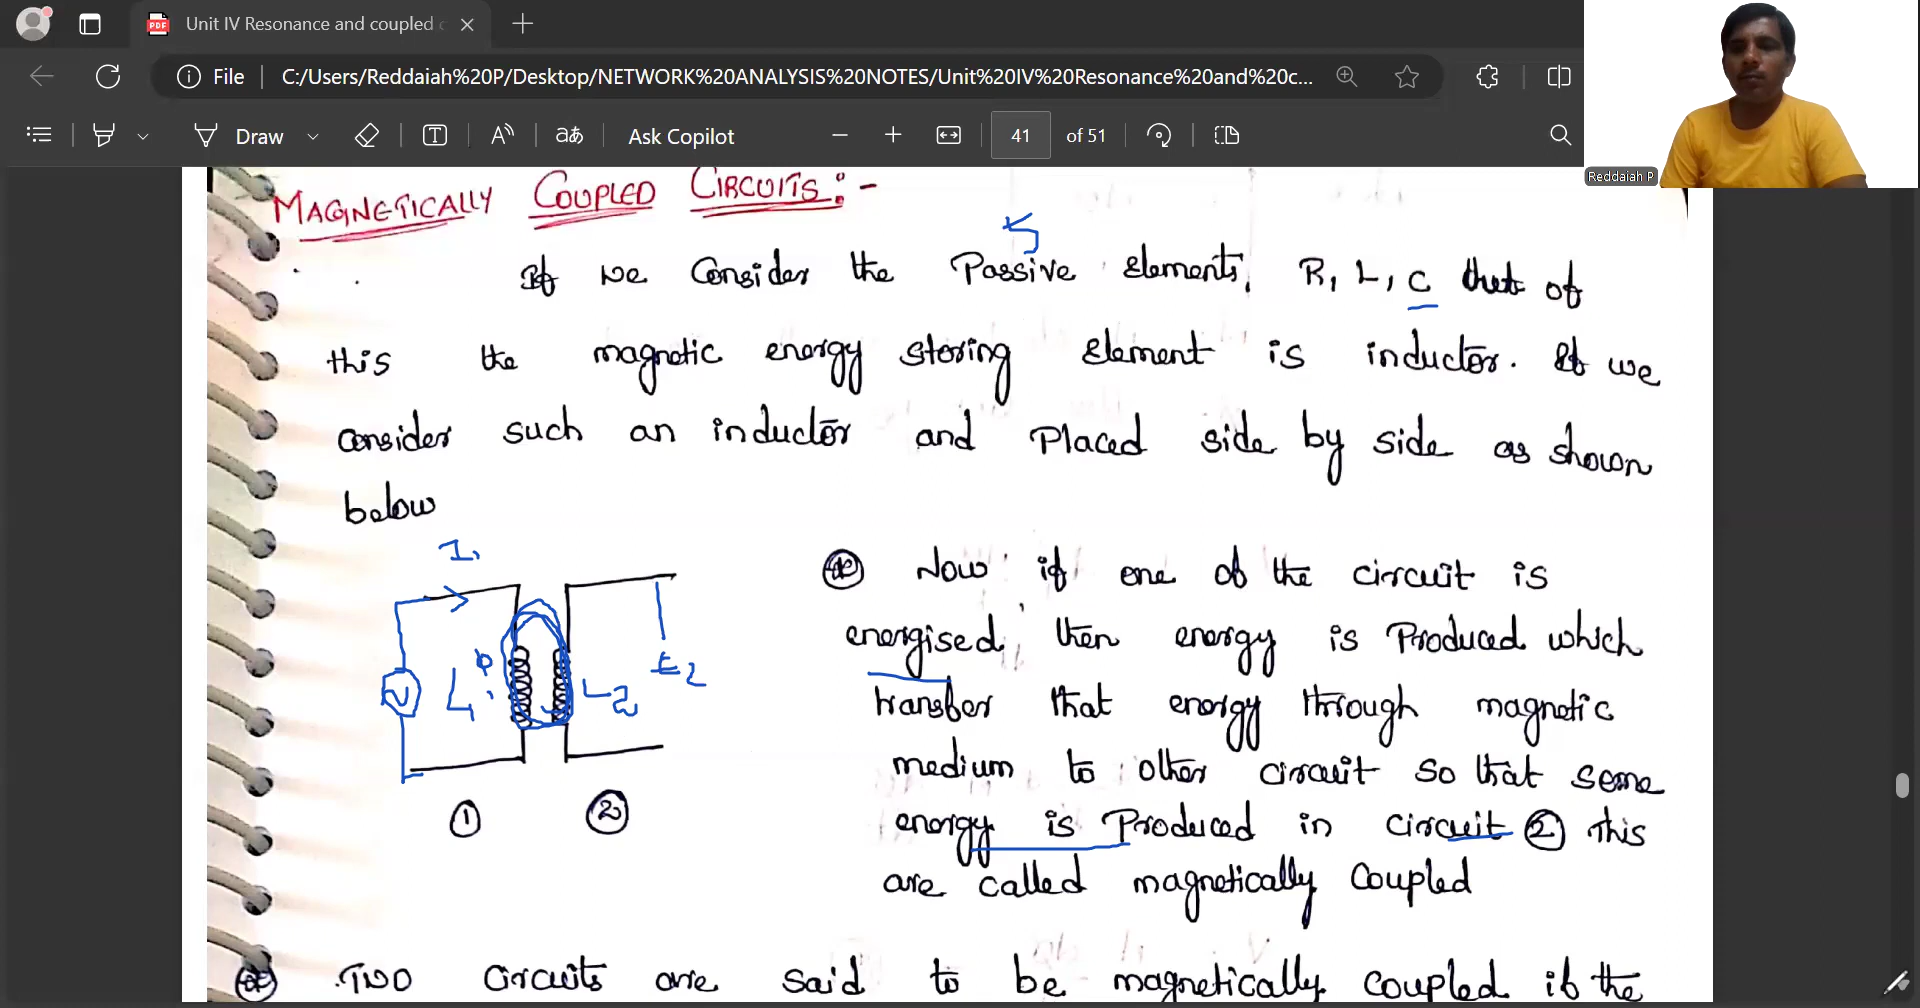 Unit IV Resonance and coupled c
File
C:/Users/Reddaiah%20P/Desktop/NETWORK%20ANALYSIS%20NOTES/Unit%20IV%20Resonance%20and%20c...
Draw
Ask Copilot
41 of 51
Reddaiah P
MAGNETICALLY COUPLED CIRCUITS:-
If we Consider the Passive elements, R, L, C that of
this the magnetic energy storing element is inductor. If we
consider such an inductor and Placed side by side as shown
below
I1
V
L1
φ
L2
E2
1
2
Now if one of the circuit is
energised, then energy is Produced which
transfer that energy through magnetic
medium to other circuit so that some
energy is Produced in circuit 2 this
are called magnetically Coupled
Two circuits are said to be magnetically coupled if the